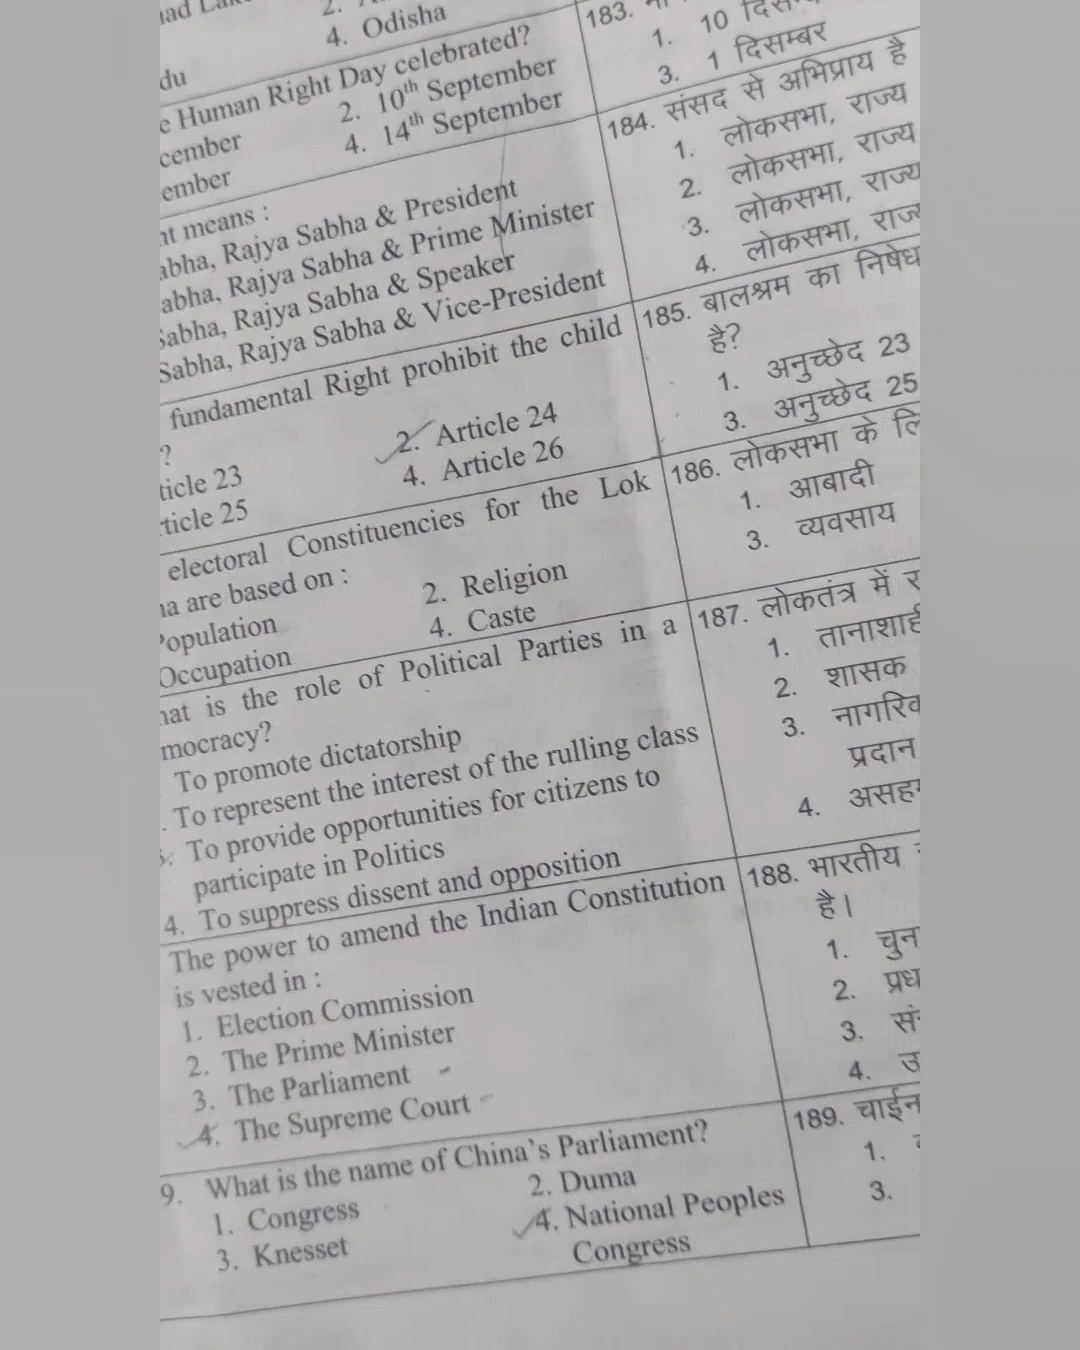 4. Odisha
du
Human Right Day celebrated?
cember
2. 10th September
ember
4. 14th September
nt means :
abha, Rajya Sabha & President
abha, Rajya Sabha & Prime Minister
Sabha, Rajya Sabha & Speaker
Sabha, Rajya Sabha & Vice-President
fundamental Right prohibit the child
?
ticle 23
2. Article 24
ticle 25
4. Article 26
electoral Constituencies for the Lok
are based on :
Population
2. Religion
Occupation
4. Caste
hat is the role of Political Parties in a
mocracy?
To promote dictatorship
. To represent the interest of the rulling class
. To provide opportunities for citizens to
participate in Politics
4. To suppress dissent and opposition
The power to amend the Indian Constitution
is vested in :
1. Election Commission
2. The Prime Minister
3. The Parliament
4. The Supreme Court
9. What is the name of China's Parliament?
1. Congress
2. Duma
3. Knesset
4. National Peoples
Congress
183.
1. 10
3. 1 दिसम्बर
184. संसद से अभिप्राय है
1. लोकसभा, राज्य
2. लोकसभा, राज्य
3. लोकसभा, राज्य
4. लोकसभा,
185. बालश्रम का निषेध
है?
1. अनुच्छेद 23
3. अनुच्छेद 25
186. लोकसभा के
1. आबादी
3. व्यवसाय
187. लोकतंत्र में
1.
2. शासक
3.
प्रदान
4.
188. भारतीय
है।
1.
2.
3.
4.
189.
1.
3.